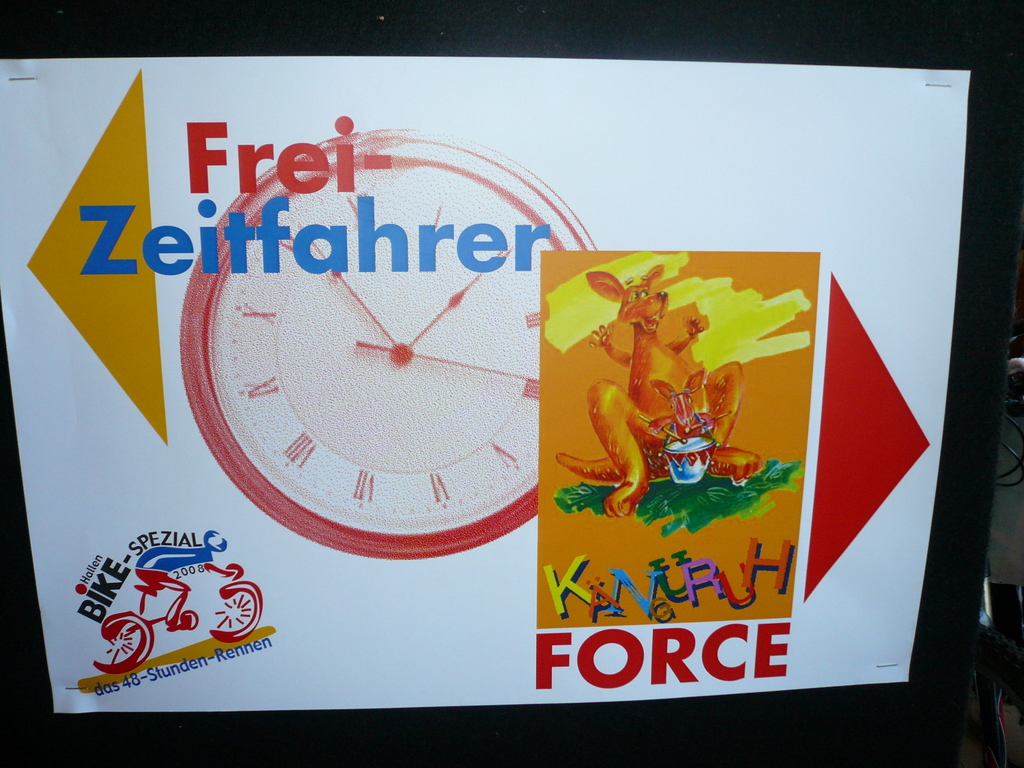 Frei-
Zeitfahrer
KÄNGURUH
FORCE
Hallen
BIKE-SPEZIAL
2008
das 48-Stunden-Rennen